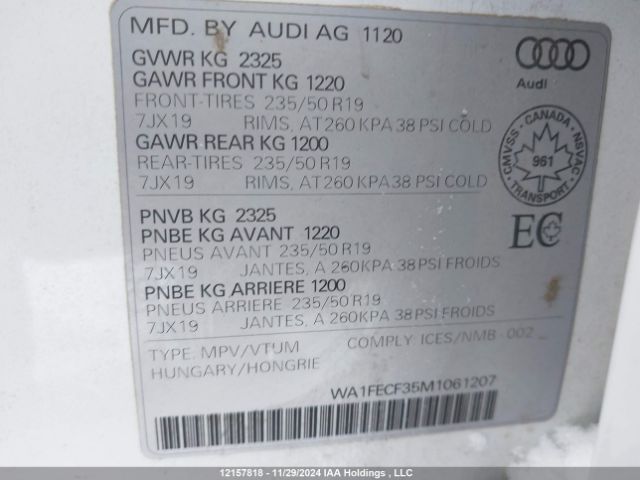 MFD. BY AUDI AG 1120
GVWR KG 2325
GAWR FRONT KG 1220
FRONT-TIRES 235/50 R19
7JX19 RIMS, AT 260 KPA 38 PSI COLD
GAWR REAR KG 1200
REAR-TIRES 235/50 R19
7JX19 RIMS, AT 260 KPA 38 PSI COLD
Audi
CANADA
CMVSS - NSVAC
961
TRANSPORT
EC
PNVB KG 2325
PNBE KG AVANT 1220
PNEUS AVANT 235/50 R19
7JX19 JANTES, A 260 KPA 38 PSI FROIDS
PNBE KG ARRIERE 1200
PNEUS ARRIERE 235/50 R19
7JX19 JANTES, A 260 KPA 38 PSI FROIDS
TYPE: MPV/VTUM COMPLY: ICES/NMB-002
HUNGARY/HONGRIE
WA1FECF35M1061207
12157818 - 11/29/2024 IAA Holdings , LLC